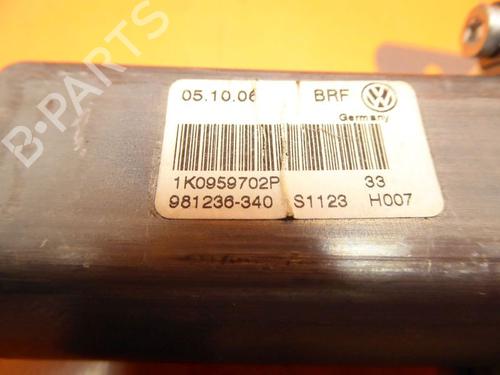 05.10.06 BRF
Germany
1K0959702P 33
981236-340 S1123 H007
B-PARTS